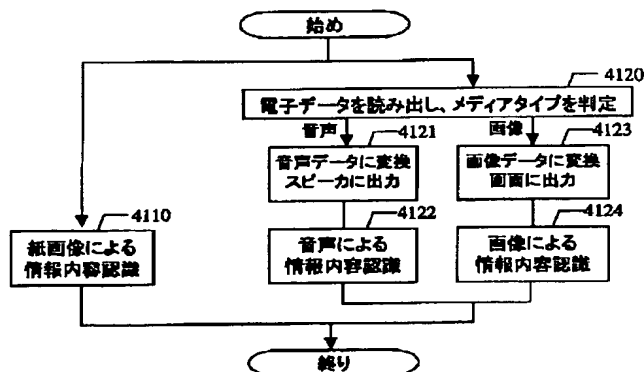 始め
4120
電子データを読み出し、メディアタイプを判定
音声
4121
画像
4123
音声データに変換
スピーカに出力
画像データに変換
画面に出力
4110
4122
4124
紙画像による
情報内容認識
音声による
情報内容認識
画像による
情報内容認識
終り